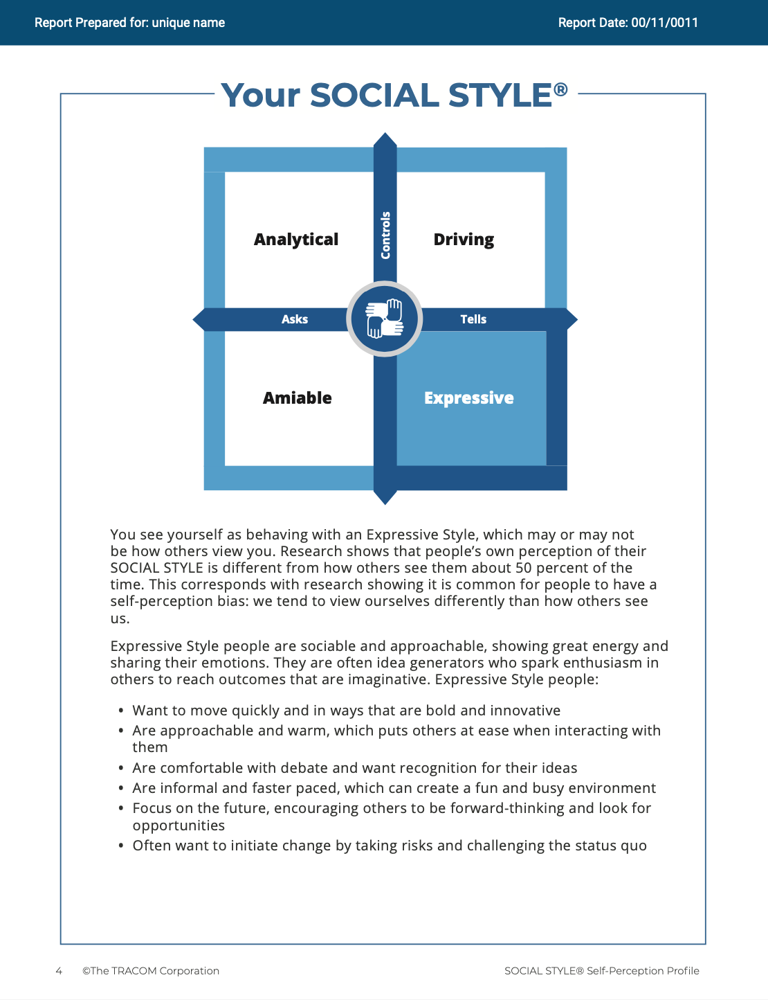 Report Prepared for: unique name
Report Date: 00/11/0011
Your SOCIAL STYLE®
Controls
Analytical
Driving
Asks
Tells
Amiable
Expressive
You see yourself as behaving with an Expressive Style, which may or may not
be how others view you. Research shows that people’s own perception of their
SOCIAL STYLE is different from how others see them about 50 percent of the
time. This corresponds with research showing it is common for people to have a
self-perception bias: we tend to view ourselves differently than how others see
us.
Expressive Style people are sociable and approachable, showing great energy and
sharing their emotions. They are often idea generators who spark enthusiasm in
others to reach outcomes that are imaginative. Expressive Style people:
• Want to move quickly and in ways that are bold and innovative
• Are approachable and warm, which puts others at ease when interacting with
them
• Are comfortable with debate and want recognition for their ideas
• Are informal and faster paced, which can create a fun and busy environment
• Focus on the future, encouraging others to be forward-thinking and look for
opportunities
• Often want to initiate change by taking risks and challenging the status quo
4 ©The TRACOM Corporation
SOCIAL STYLE® Self-Perception Profile